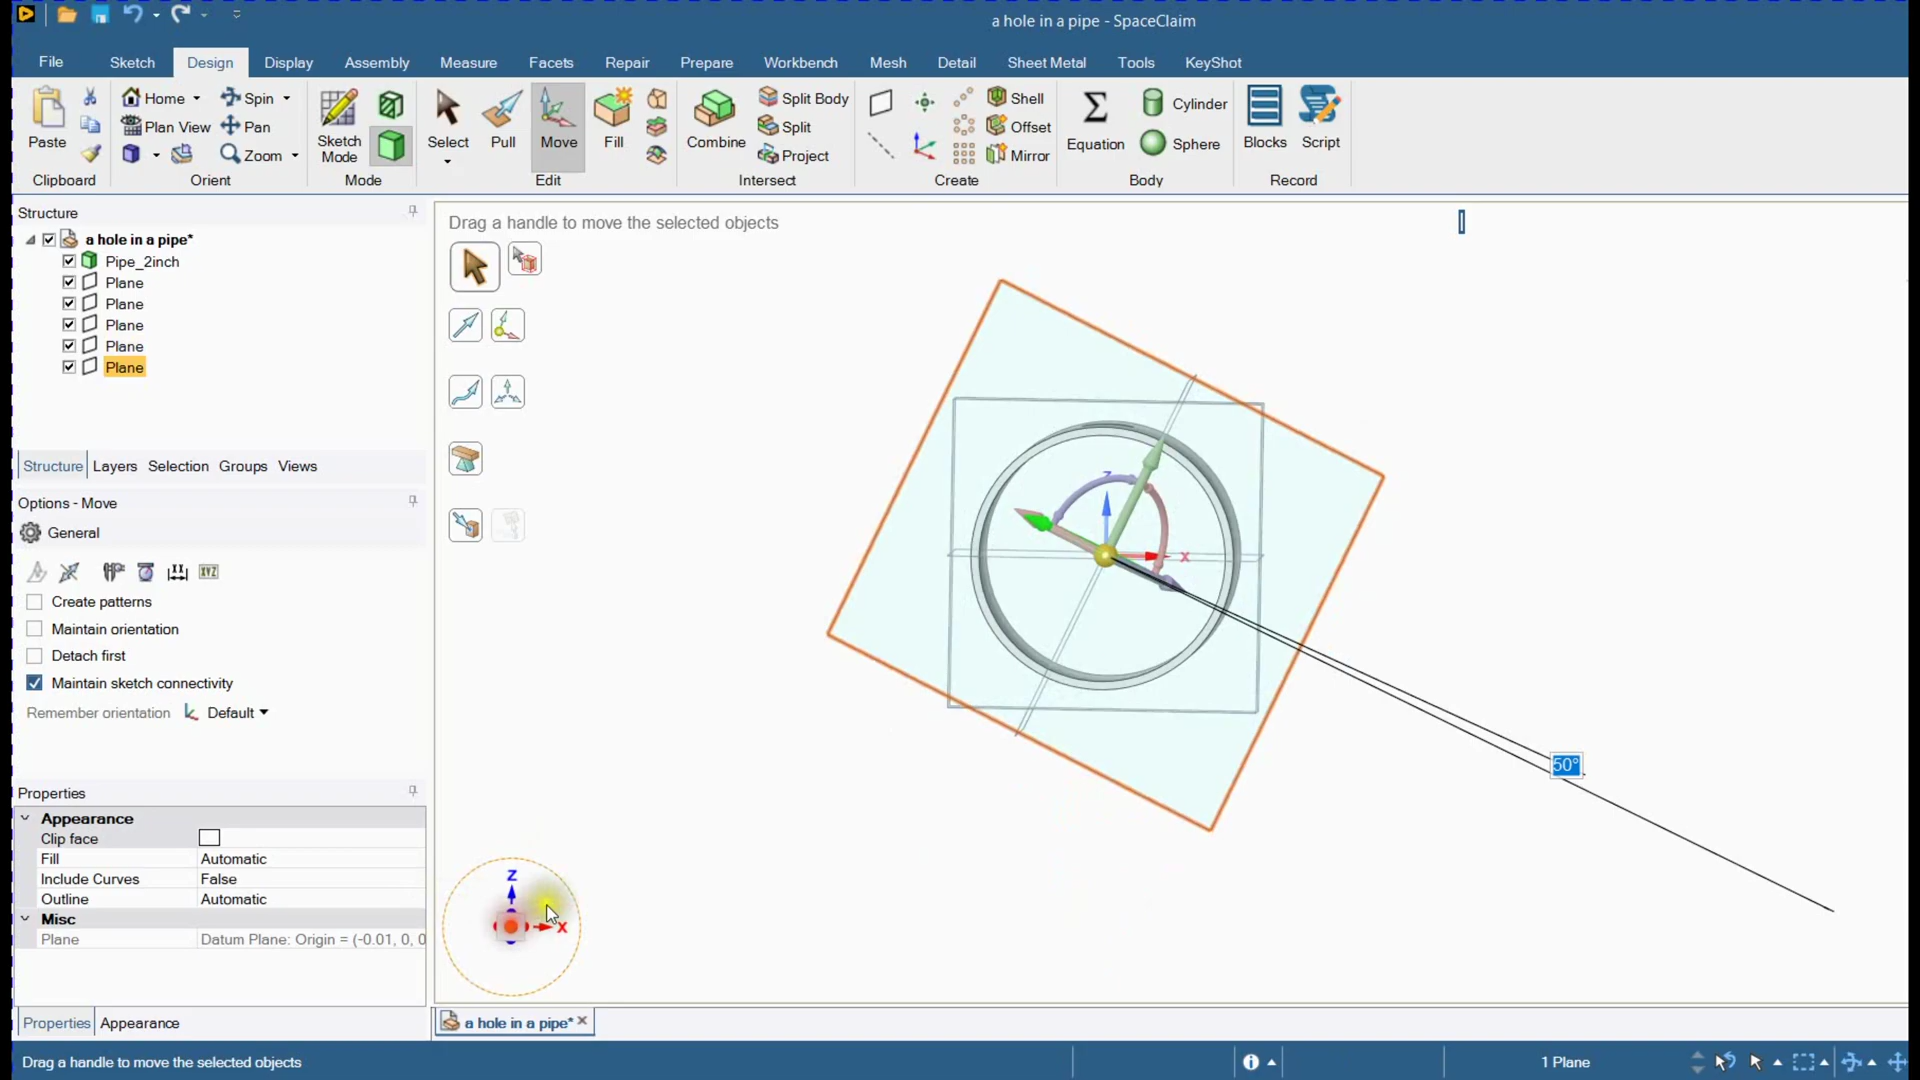 a hole in a pipe - SpaceClaim
File Sketch Design Display Assembly Measure Facets Repair Prepare Workbench Mesh Detail Sheet Metal Tools KeyShot
Home Spin Split Body Shell Cylinder
Plan View Pan Split Offset
Paste Sketch Mode Select Pull Move Fill Combine Equation Blocks Script
Zoom Project Mirror Sphere
Clipboard Orient Mode Edit Intersect Create Body Record
Structure
Drag a handle to move the selected objects
a hole in a pipe*
Pipe_2inch
Plane
Plane
Plane
Plane
Plane
Z
X
Structure Layers Selection Groups Views
Options - Move
General
XYZ
Create patterns
Maintain orientation
Detach first
Maintain sketch connectivity
Remember orientation Default
50°
Properties
Appearance
Clip face
Fill Automatic
Include Curves False
Outline Automatic
Misc
Plane Datum Plane: Origin = (-0.01, 0, 0
Z
X
Properties Appearance
a hole in a pipe*
Drag a handle to move the selected objects
1 Plane